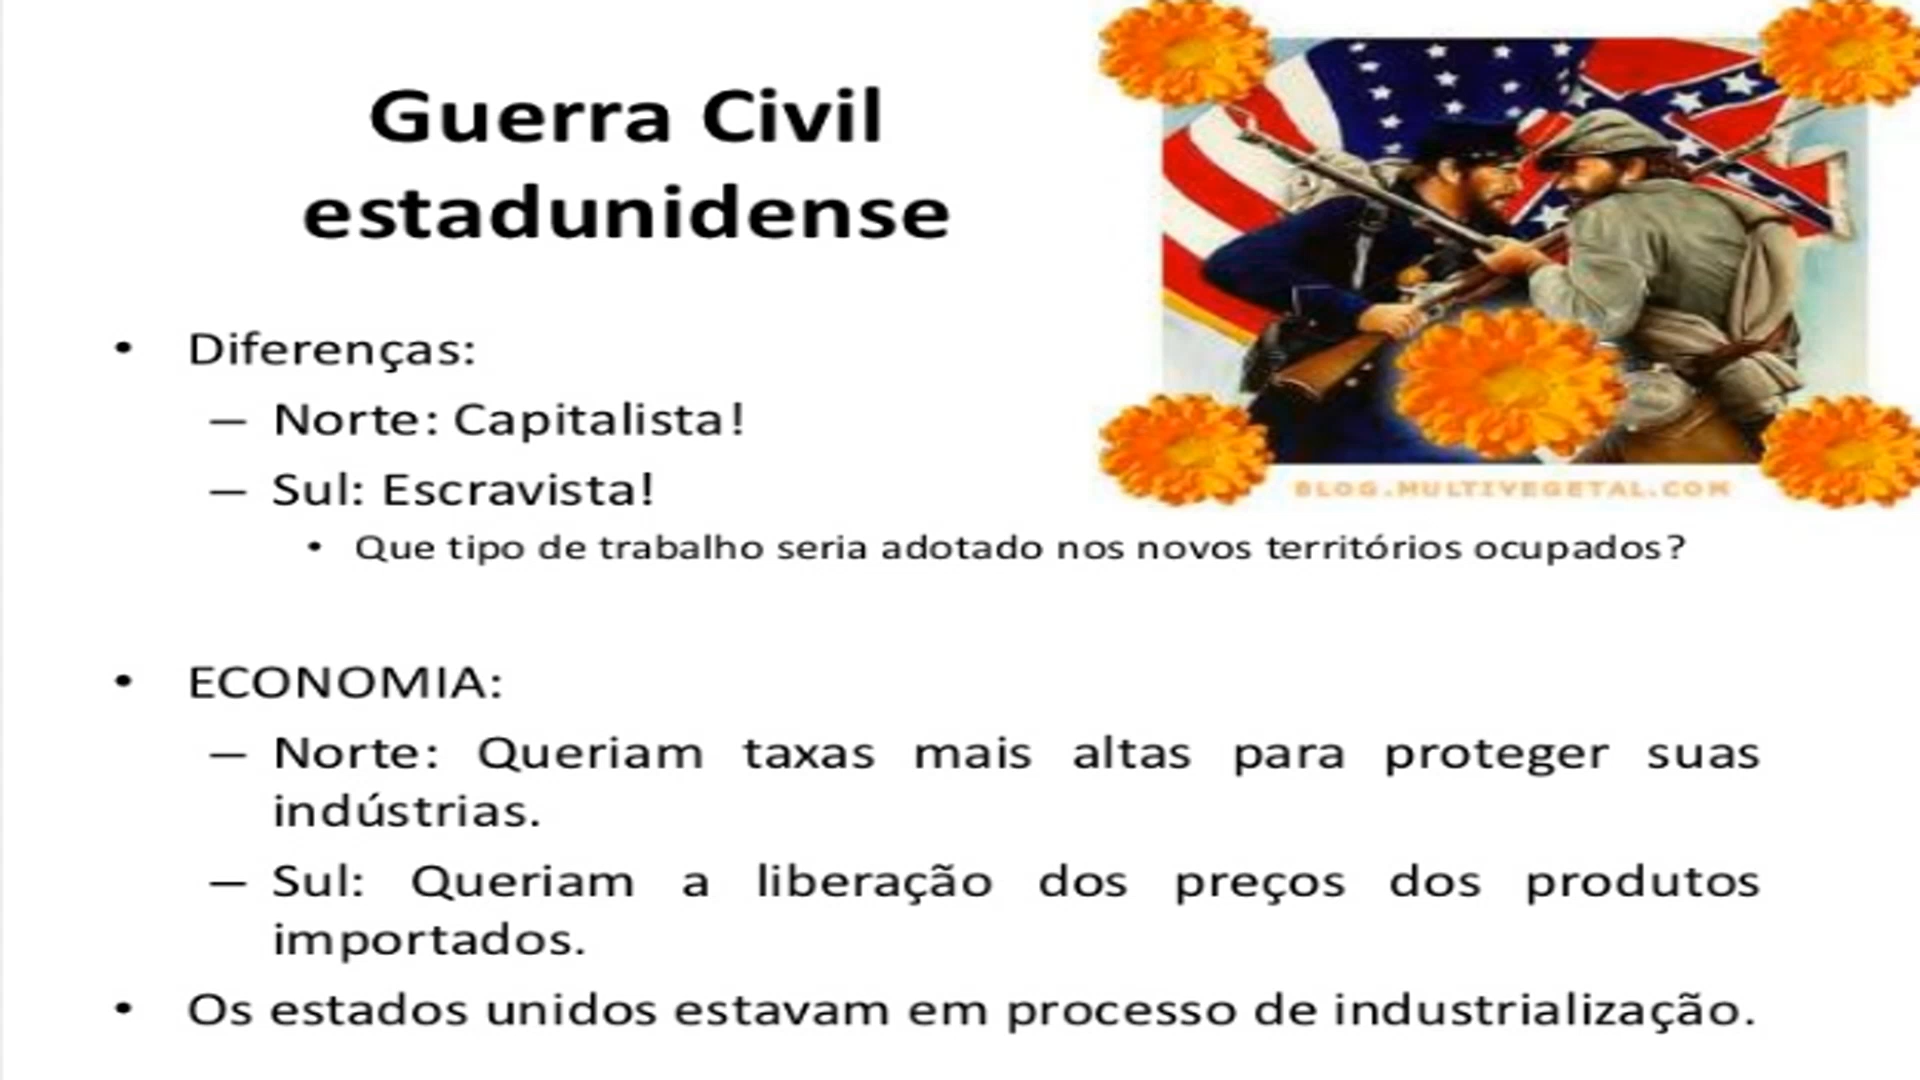 Guerra Civil
estadunidense
BLOG.MULTIVEGETAL.COM
• Diferenças:
– Norte: Capitalista!
– Sul: Escravista!
• Que tipo de trabalho seria adotado nos novos territórios ocupados?
• ECONOMIA:
– Norte: Queriam taxas mais altas para proteger suas
indústrias.
– Sul: Queriam a liberação dos preços dos produtos
importados.
• Os estados unidos estavam em processo de industrialização.